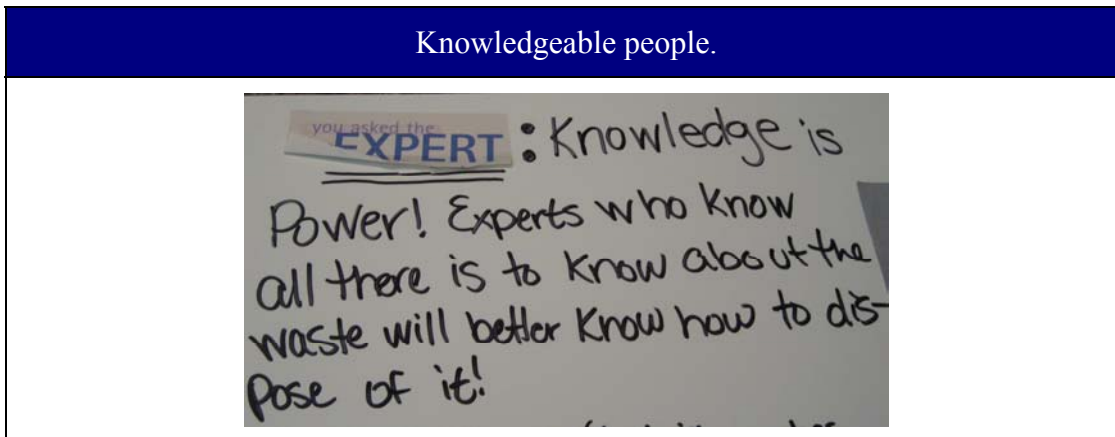 Knowledgeable people.
you asked the
EXPERT : Knowledge is
Power! Experts who know
all there is to know about the
waste will better know how to dis-
pose of it!